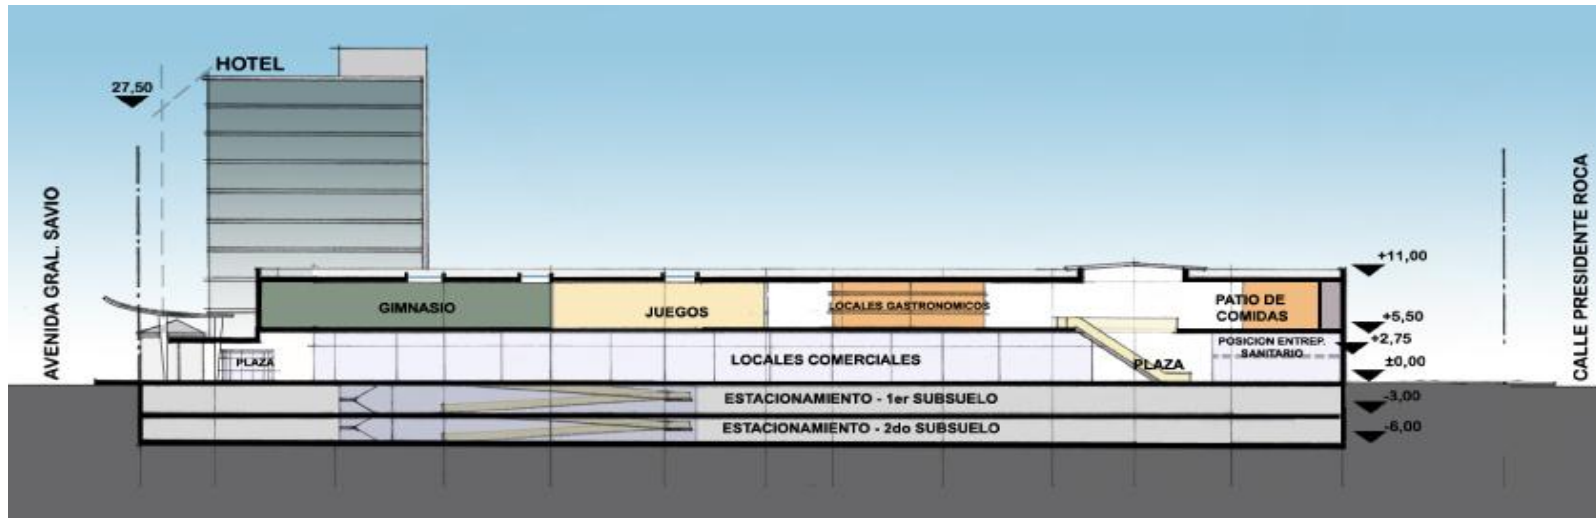 HOTEL
27,50
AVENIDA GRAL. SAVIO
CALLE PRESIDENTE ROCA
+11,00
GIMNASIO
JUEGOS
LOCALES GASTRONOMICOS
PATIO DE
COMIDAS
+5,50
POSICION ENTREP.
SANITARIO
+2,75
PLAZA
LOCALES COMERCIALES
PLAZA
±0,00
ESTACIONAMIENTO - 1er SUBSUELO
-3,00
ESTACIONAMIENTO - 2do SUBSUELO
-6,00